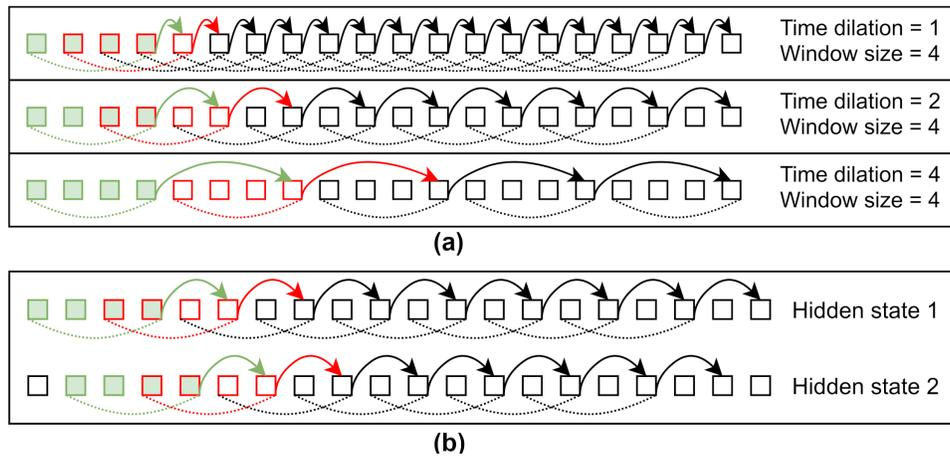 Time dilation = 1
Window size = 4
Time dilation = 2
Window size = 4
Time dilation = 4
Window size = 4
(a)
Hidden state 1
Hidden state 2
(b)